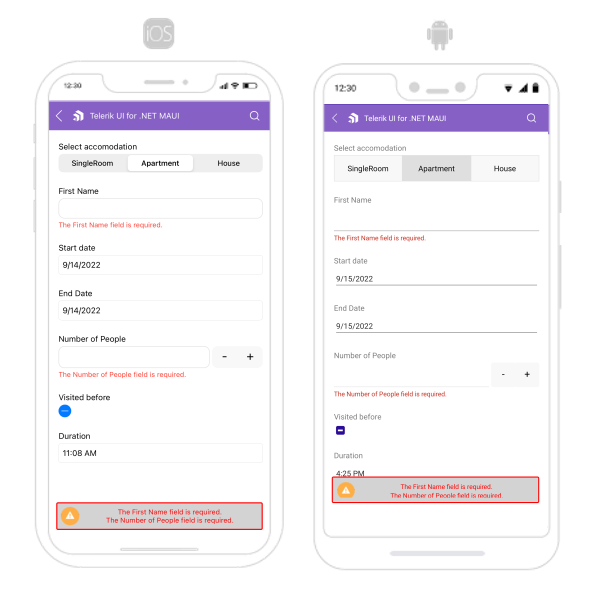 iOS
12:30
Telerik UI for .NET MAUI
Select accomodation
SingleRoom Apartment House
First Name
The First Name field is required.
Start date
9/14/2022
End Date
9/14/2022
Number of People
- +
The Number of People field is required.
Visited before
Duration
11:08 AM
The First Name field is required.
The Number of People field is required.
12:30
Telerik UI for .NET MAUI
Select accomodation
SingleRoom Apartment House
First Name
The First Name field is required.
Start date
9/15/2022
End Date
9/15/2022
Number of People
- +
The Number of People field is required.
Visited before
Duration
4:25 PM
The First Name field is required.
The Number of People field is required.